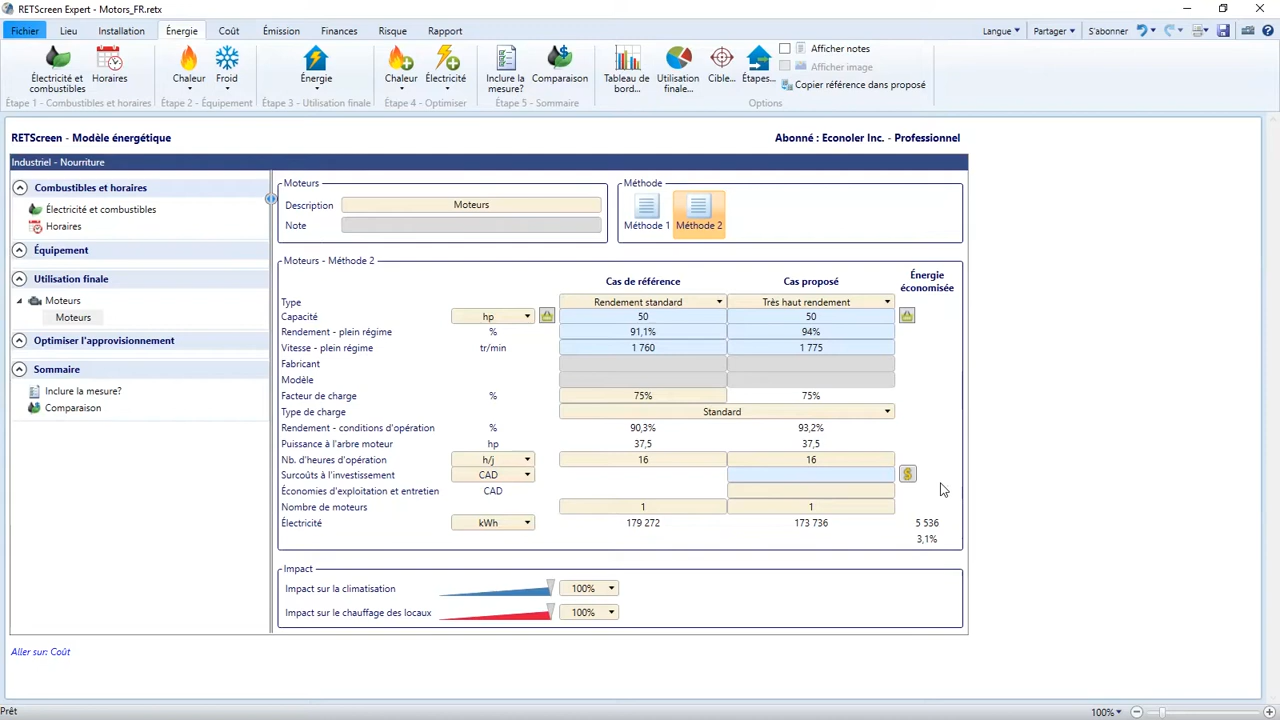 RETScreen Expert - Motors_FR.retx
Fichier Lieu Installation Énergie Coût Émission Finances Risque Rapport Langue Partager S'abonner
Électricité et combustibles Horaires Chaleur Froid Énergie Chaleur Électricité Inclure la mesure? Comparaison Tableau de bord... Utilisation finale... Cible... Étapes...
Afficher notes
Afficher image
Copier référence dans proposé
Étape 1 - Combustibles et horaires Étape 2 - Équipement Étape 3 - Utilisation finale Étape 4 - Optimiser Étape 5 - Sommaire Options
RETScreen - Modèle énergétique Abonné : Econoler Inc. - Professionnel
Industriel - Nourriture
Combustibles et horaires
Électricité et combustibles
Horaires
Équipement
Utilisation finale
Moteurs
Moteurs
Optimiser l'approvisionnement
Sommaire
Inclure la mesure?
Comparaison
Moteurs
Description Moteurs
Note
Méthode
Méthode 1 Méthode 2
Moteurs - Méthode 2
Cas de référence Cas proposé Énergie économisée
Type Rendement standard Très haut rendement
Capacité hp 50 50
Rendement - plein régime % 91,1% 94%
Vitesse - plein régime tr/min 1 760 1 775
Fabricant
Modèle
Facteur de charge % 75% 75%
Type de charge Standard
Rendement - conditions d'opération % 90,3% 93,2%
Puissance à l'arbre moteur hp 37,5 37,5
Nb. d'heures d'opération h/j 16 16
Surcoûts à l'investissement CAD $
Économies d'exploitation et entretien CAD
Nombre de moteurs 1 1
Électricité kWh 179 272 173 736 5 536
3,1%
Impact
Impact sur la climatisation 100%
Impact sur le chauffage des locaux 100%
Aller sur: Coût
Prêt 100%